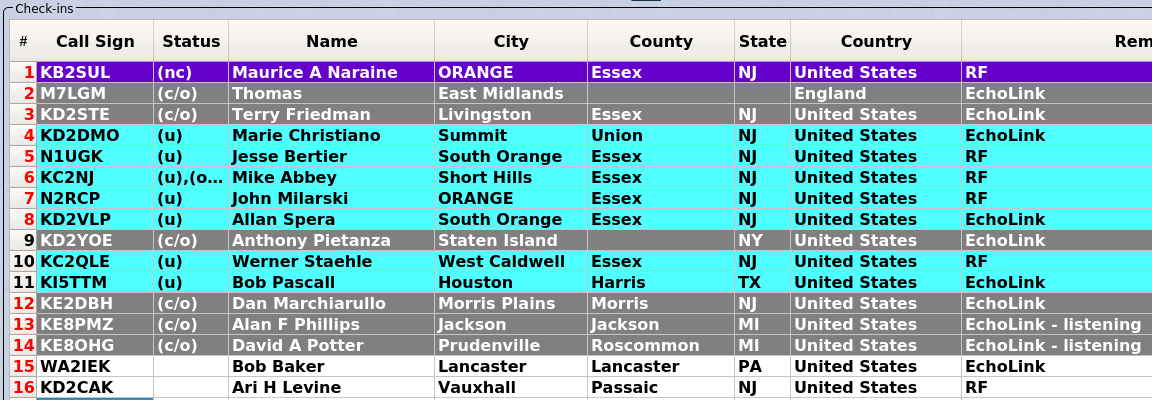 Check-ins
# Call Sign Status Name City County State Country Rem
1 KB2SUL (nc) Maurice A Naraine ORANGE Essex NJ United States RF
2 M7LGM (c/o) Thomas East Midlands England EchoLink
3 KD2STE (c/o) Terry Friedman Livingston Essex NJ United States EchoLink
4 KD2DMO (u) Marie Christiano Summit Union NJ United States EchoLink
5 N1UGK (u) Jesse Bertier South Orange Essex NJ United States RF
6 KC2NJ (u),(o... Mike Abbey Short Hills Essex NJ United States RF
7 N2RCP (u) John Milarski ORANGE Essex NJ United States RF
8 KD2VLP (u) Allan Spera South Orange Essex NJ United States EchoLink
9 KD2YOE (c/o) Anthony Pietanza Staten Island NY United States EchoLink
10 KC2QLE (u) Werner Staehle West Caldwell Essex NJ United States RF
11 KI5TTM (u) Bob Pascall Houston Harris TX United States EchoLink
12 KE2DBH (c/o) Dan Marchiarullo Morris Plains Morris NJ United States EchoLink
13 KE8PMZ (c/o) Alan F Phillips Jackson Jackson MI United States EchoLink - listening
14 KE8OHG (c/o) David A Potter Prudenville Roscommon MI United States EchoLink - listening
15 WA2IEK Bob Baker Lancaster Lancaster PA United States EchoLink
16 KD2CAK Ari H Levine Vauxhall Passaic NJ United States RF